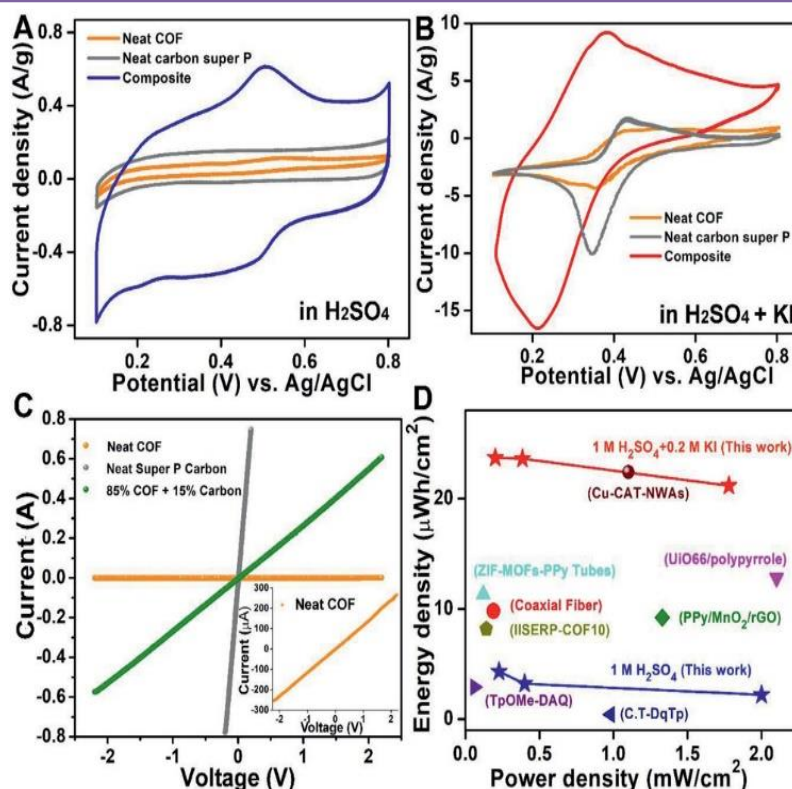 A
Neat COF
Neat carbon super P
Composite
0.8
0.4
0.0
-0.4
-0.8
Current density (A/g)
in H₂SO₄
0.2 0.4 0.6 0.8
Potential (V) vs. Ag/AgCl
B
10
5
0
-5
-10
-15
Current density (A/g)
Neat COF
Neat carbon super P
Composite
in H₂SO₄ + KI
0.2 0.4 0.6 0.8
Potential (V) vs. Ag/AgCl
C
0.8
0.6
0.4
0.2
0.0
-0.2
-0.4
-0.6
-0.8
Current (A)
Neat COF
Neat Super P Carbon
85% COF + 15% Carbon
300
200
100
0
-100
-200
-300
Current (µA)
Neat COF
-2 -1 0 1 2
Voltage (V)
-2 -1 0 1 2
Voltage (V)
D
20
10
0
Energy density (µWh/cm²)
1 M H₂SO₄+0.2 M KI (This work)
(Cu-CAT-NWAs)
(ZIF-MOFs-PPy Tubes)
(UiO66/polypyrrole)
(Coaxial Fiber)
(PPy/MnO₂/rGO)
(IISERP-COF10)
1 M H₂SO₄ (This work)
(TpOMe-DAQ)
(C.T-DqTp)
0.0 0.5 1.0 1.5 2.0
Power density (mW/cm²)